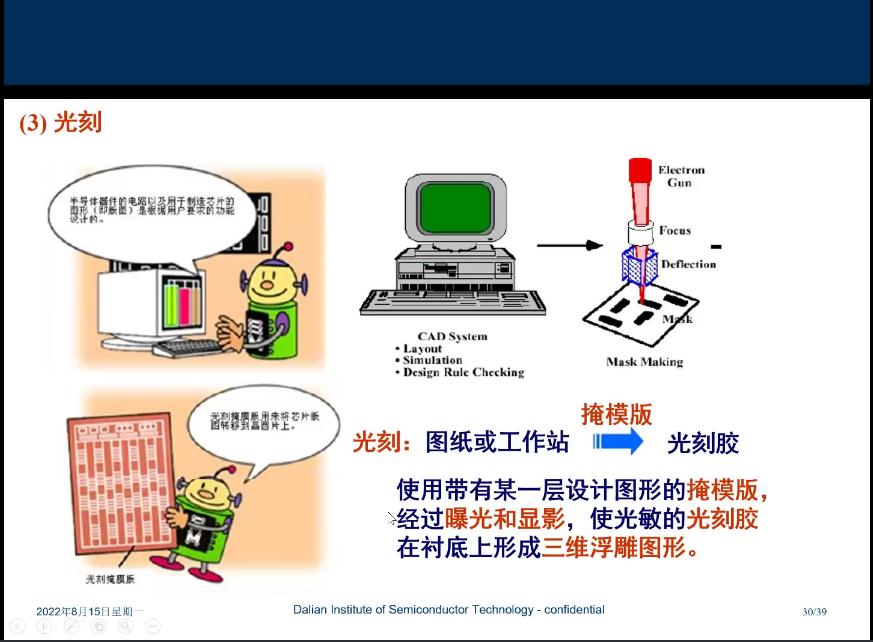 (3) 光刻
半导体器件的电路以及用于制造芯片的
图形（即版图）是根据用户要求的功能
设计的。
Electron
Gun
Focus
Deflection
Mask
Mask Making
CAD System
• Layout
• Simulation
• Design Rule Checking
光刻掩膜版用来将芯片版
图转移到晶圆片上。
光刻掩膜版
掩模版
光刻：图纸或工作站
光刻胶
使用带有某一层设计图形的掩模版，
经过曝光和显影，使光敏的光刻胶
在衬底上形成三维浮雕图形。
2022年8月15日星期一
Dalian Institute of Semiconductor Technology - confidential
30/39